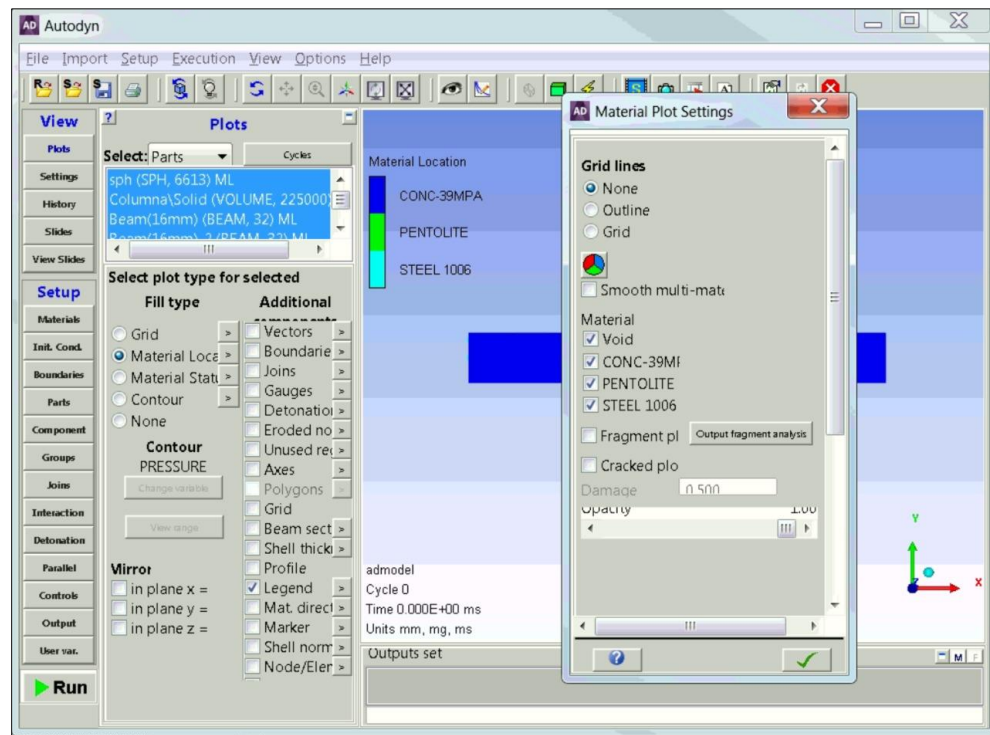 Autodyn
File Import Setup Execution View Options Help
View
Plots
Settings
History
Slides
View Slides
Setup
Materials
Init. Cond.
Boundaries
Parts
Component
Groups
Joins
Interaction
Detonation
Parallel
Controls
Output
User var.
Run
?
Plots
Select: Parts
Cycles
sph (SPH, 6613) ML
Columna\Solid (VOLUME, 225000)
Beam(16mm) (BEAM, 32) ML
Select plot type for selected
Fill type
Grid >
Material Loca >
Material Statu >
Contour >
None
Contour
PRESSURE
Change variable
View range
Mirror
in plane x =
in plane y =
in plane z =
Additional
Vectors >
Boundarie >
Joins >
Gauges >
Detonatio >
Eroded no >
Unused re >
Axes >
Polygons >
Grid
Beam sect >
Shell thick >
Profile
Legend >
Mat. direct >
Marker >
Shell norm >
Node/Eler >
Material Location
CONC-39MPA
PENTOLITE
STEEL 1006
admodel
Cycle 0
Time 0.000E+00 ms
Units mm, mg, ms
Y
X
Z
Outputs set
M F
AD Material Plot Settings X
Grid lines
None
Outline
Grid
Smooth multi-mate
Material
Void
CONC-39MF
PENTOLITE
STEEL 1006
Fragment pl Output fragment analysis
Cracked plo
Damage 0.500
Opacity 1.00
?